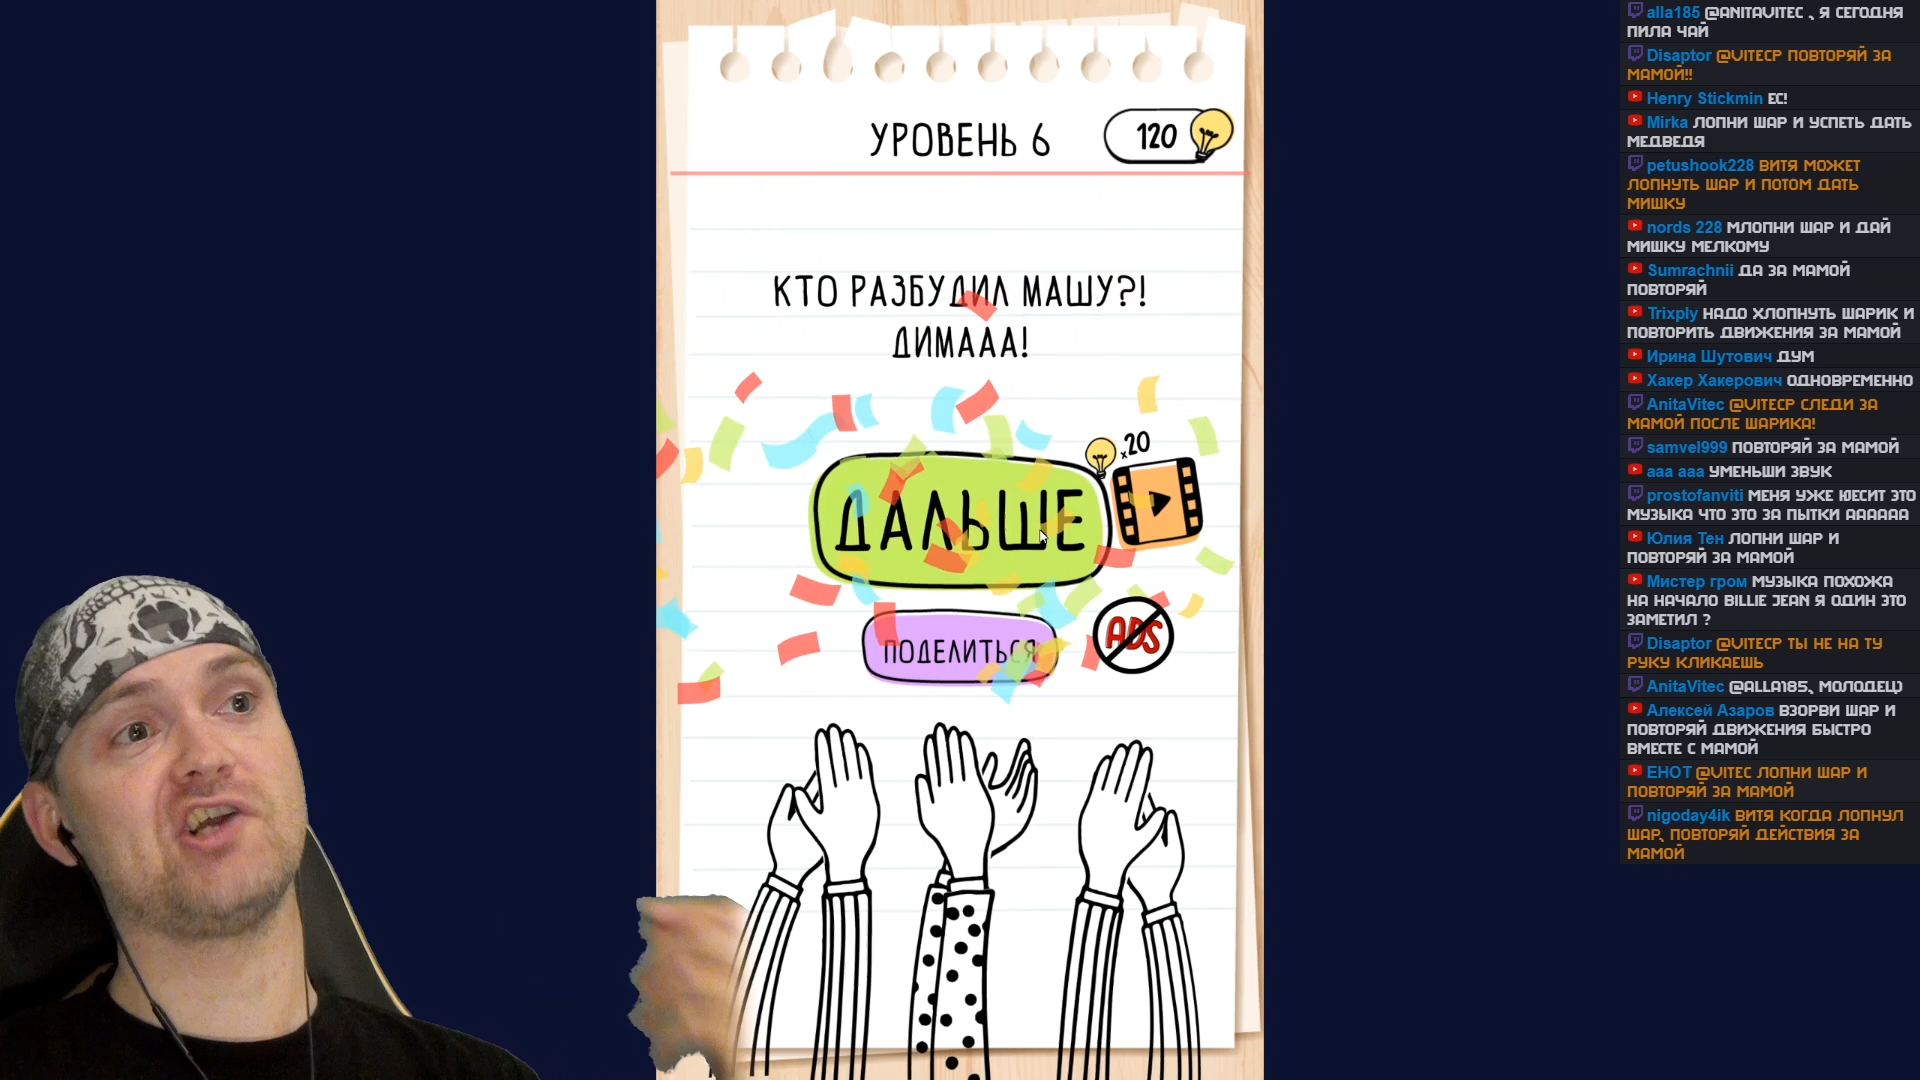 УРОВЕНЬ 6
120
КТО РАЗБУДИЛ МАШУ?!
ДИМААА!
x20
ДАЛЬШЕ
ПОДЕЛИТЬСЯ
ADS
alla185 @ANITAVITEC , Я СЕГОДНЯ
ПИЛА ЧАЙ
Disaptor @VITECP ПОВТОРЯЙ ЗА
МАМОЙ!!
Henry Stickmin ЕС!
Mirka ЛОПНИ ШАР И УСПЕТЬ ДАТЬ
МЕДВЕДЯ
petushook228 ВИТЯ МОЖЕТ
ЛОПНУТЬ ШАР И ПОТОМ ДАТЬ
МИШКУ
nords 228 МЛОПНИ ШАР И ДАЙ
МИШКУ МЕЛКОМУ
Sumrachnii ДА ЗА МАМОЙ
ПОВТОРЯЙ
Trixply НАДО ХЛОПНУТЬ ШАРИК И
ПОВТОРИТЬ ДВИЖЕНИЯ ЗА МАМОЙ
Ирина Шутович ДУМ
Хакер Хакерович ОДНОВРЕМЕННО
AnitaVitec @VITECP СЛЕДИ ЗА
МАМОЙ ПОСЛЕ ШАРИКА!
samvel999 ПОВТОРЯЙ ЗА МАМОЙ
aaa aaa УМЕНЬШИ ЗВУК
prostofanviti МЕНЯ УЖЕ ЮЕСИТ ЭТО
МУЗЫКА ЧТО ЭТО ЗА ПЫТКИ АААААА
Юлия Тен ЛОПНИ ШАР И
ПОВТОРЯЙ ЗА МАМОЙ
Мистер гром МУЗЫКА ПОХОЖА
НА НАЧАЛО BILLIE JEAN Я ОДИН ЭТО
ЗАМЕТИЛ ?
Disaptor @VITECP ТЫ НЕ НА ТУ
РУКУ КЛИКАЕШЬ
AnitaVitec @ALLA185, МОЛОДЕЦ)
Алексей Азаров ВЗОРВИ ШАР И
ПОВТОРЯЙ ДВИЖЕНИЯ БЫСТРО
ВМЕСТЕ С МАМОЙ
ЕНОТ @VITEC ЛОПНИ ШАР И
ПОВТОРЯЙ ЗА МАМОЙ
nigoday4ik ВИТЯ КОГДА ЛОПНУЛ
ШАР, ПОВТОРЯЙ ДЕЙСТВИЯ ЗА
МАМОЙ